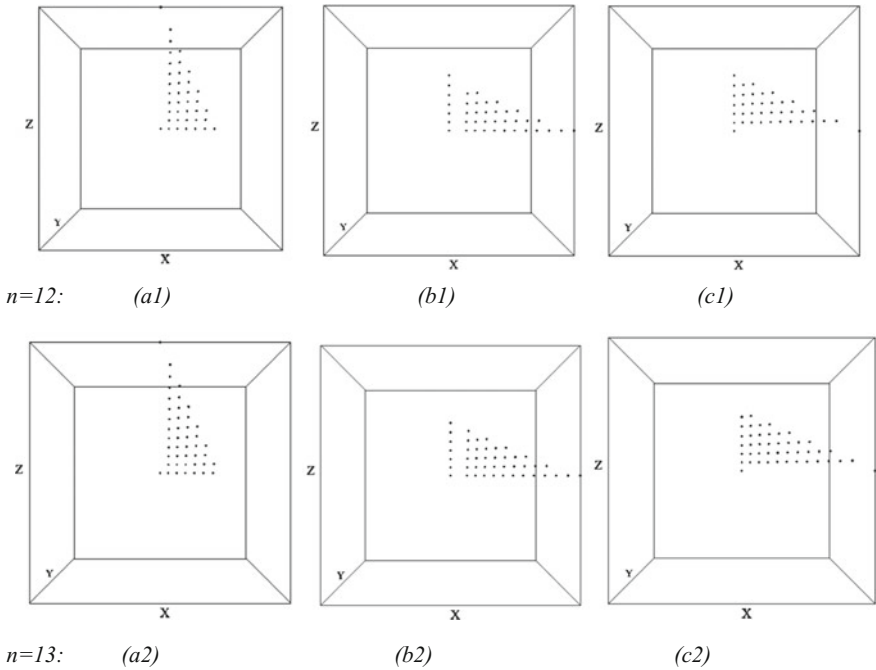 Z
Y
X
Z
Y
X
Z
Y
X
n=12: (a1) (b1) (c1)
Z
Y
X
Z
Y
X
Z
Y
X
n=13: (a2) (b2) (c2)